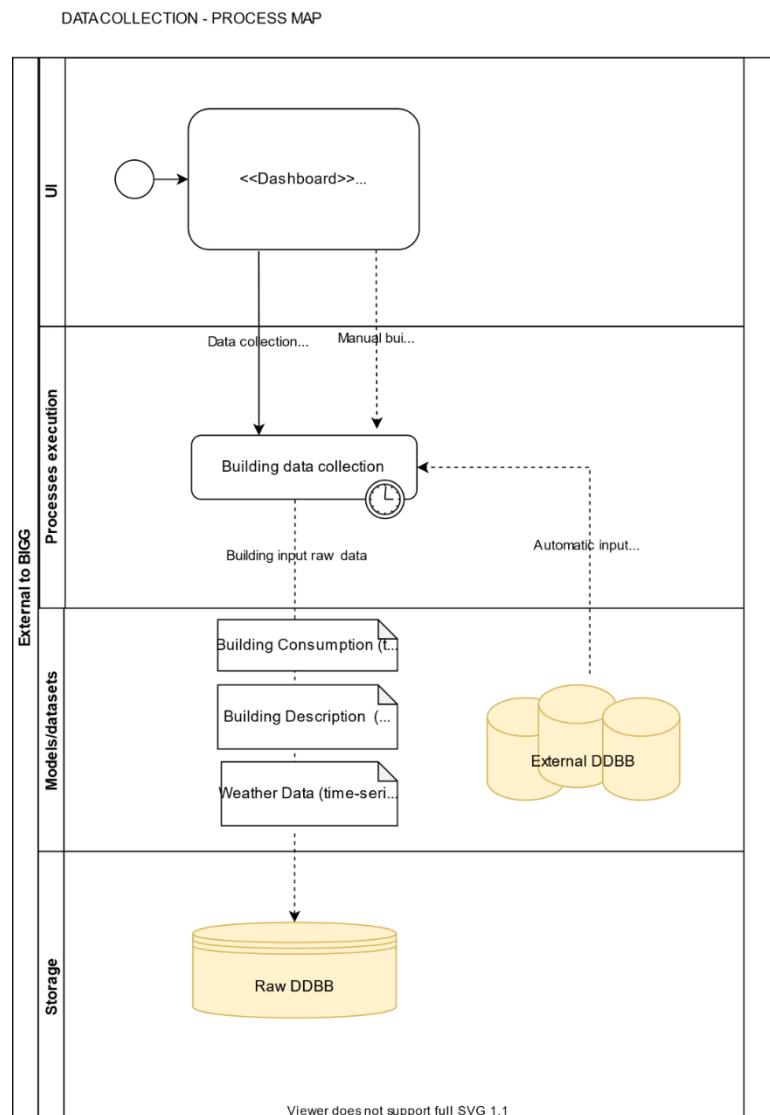 DATA COLLECTION - PROCESS MAP
UI
<<Dashboard>>...
Data collection...
Manual bui...
Processes execution
Building data collection
Building input raw data
Automatic input...
External to BIGG
Models/datasets
Building Consumption (t...
Building Description (...
Weather Data (time-seri...
External DDBB
Storage
Raw DDBB
Viewer does not support full SVG 1.1